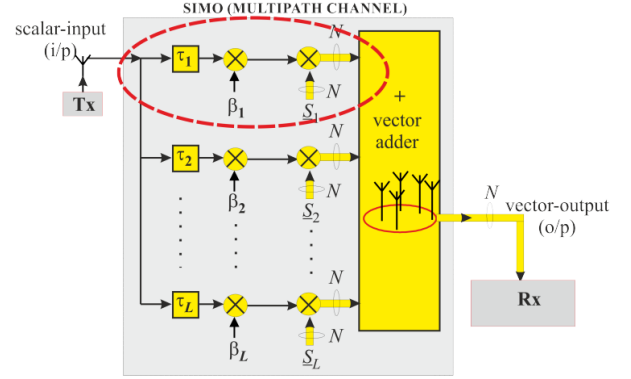 SIMO (MULTIPATH CHANNEL)
scalar-input
(i/p)
Tx
τ1
β1
S1
N
N
+
vector
adder
τ2
β2
S2
N
N
N
vector-output
(o/p)
Rx
τL
βL
SL
N
N